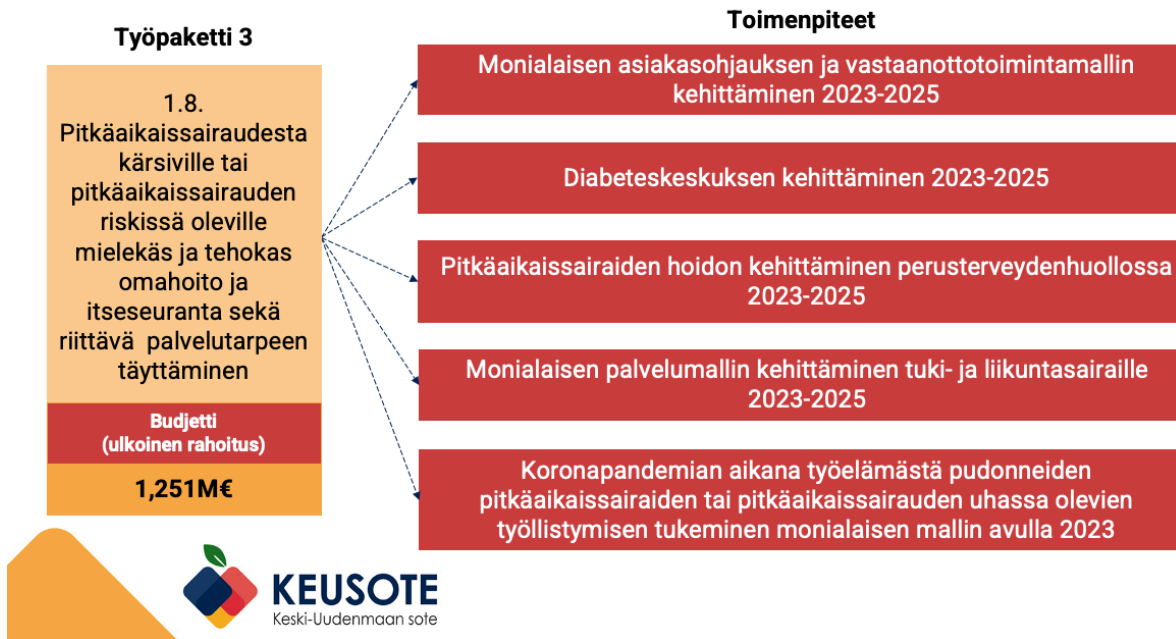 Työpaketti 3
1.8.
Pitkäaikaissairaudesta
kärsiville tai
pitkäaikaissairauden
riskissä oleville
mielekäs ja tehokas
omahoito ja
itseseuranta sekä
riittävä palvelutarpeen
täyttäminen
Budjetti
(ulkoinen rahoitus)
1,251M€
Toimenpiteet
Monialaisen asiakasohjauksen ja vastaanottotoimintamallin
kehittäminen 2023-2025
Diabeteskeskuksen kehittäminen 2023-2025
Pitkäaikaissairaiden hoidon kehittäminen perusterveydenhuollossa
2023-2025
Monialaisen palvelumallin kehittäminen tuki- ja liikuntasairaille
2023-2025
Koronapandemian aikana työelämästä pudonneiden
pitkäaikaissairaiden tai pitkäaikaissairauden uhassa olevien
työllistymisen tukeminen monialaisen mallin avulla 2023
KEUSOTE
Keski-Uudenmaan sote